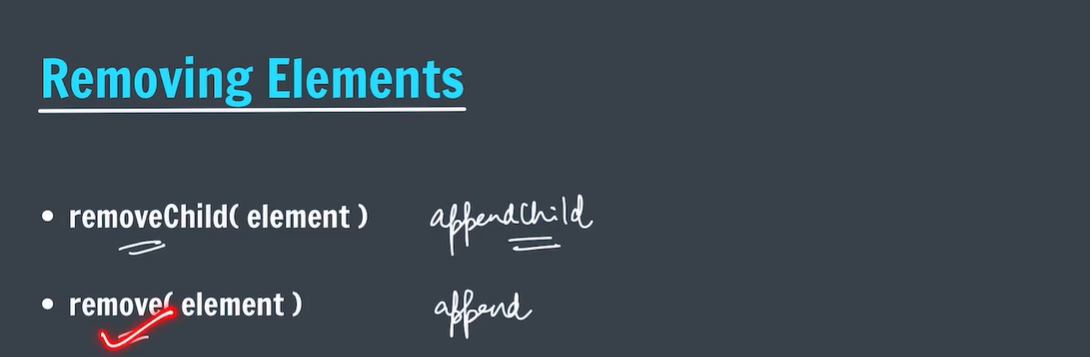 Removing Elements
• removeChild( element ) appendChild
• remove( element ) append